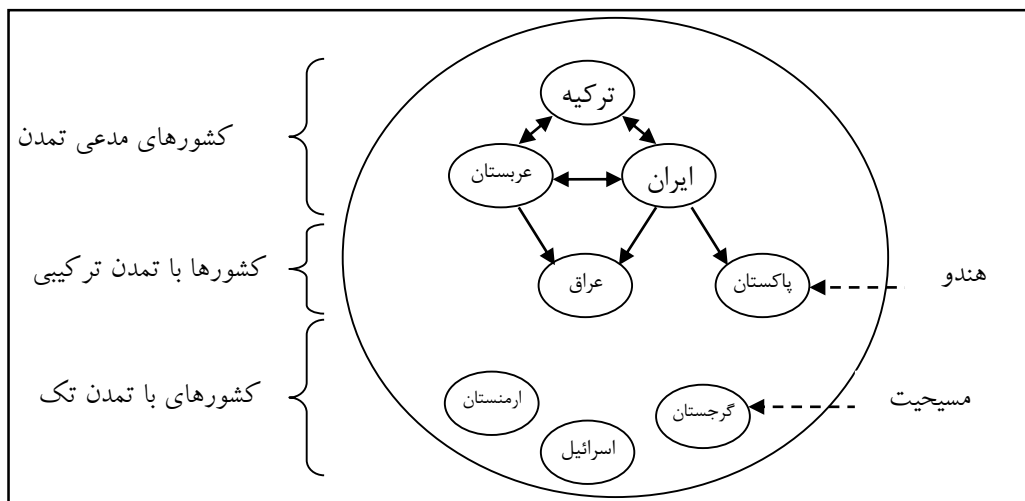 ترکیه
کشورهای مدعی تمدن
عربستان
ایران
کشورها با تمدن ترکیبی
عراق
پاکستان
هندو
کشورهای با تمدن تک
ارمنستان
گرجستان
مسیحیت
اسرائیل